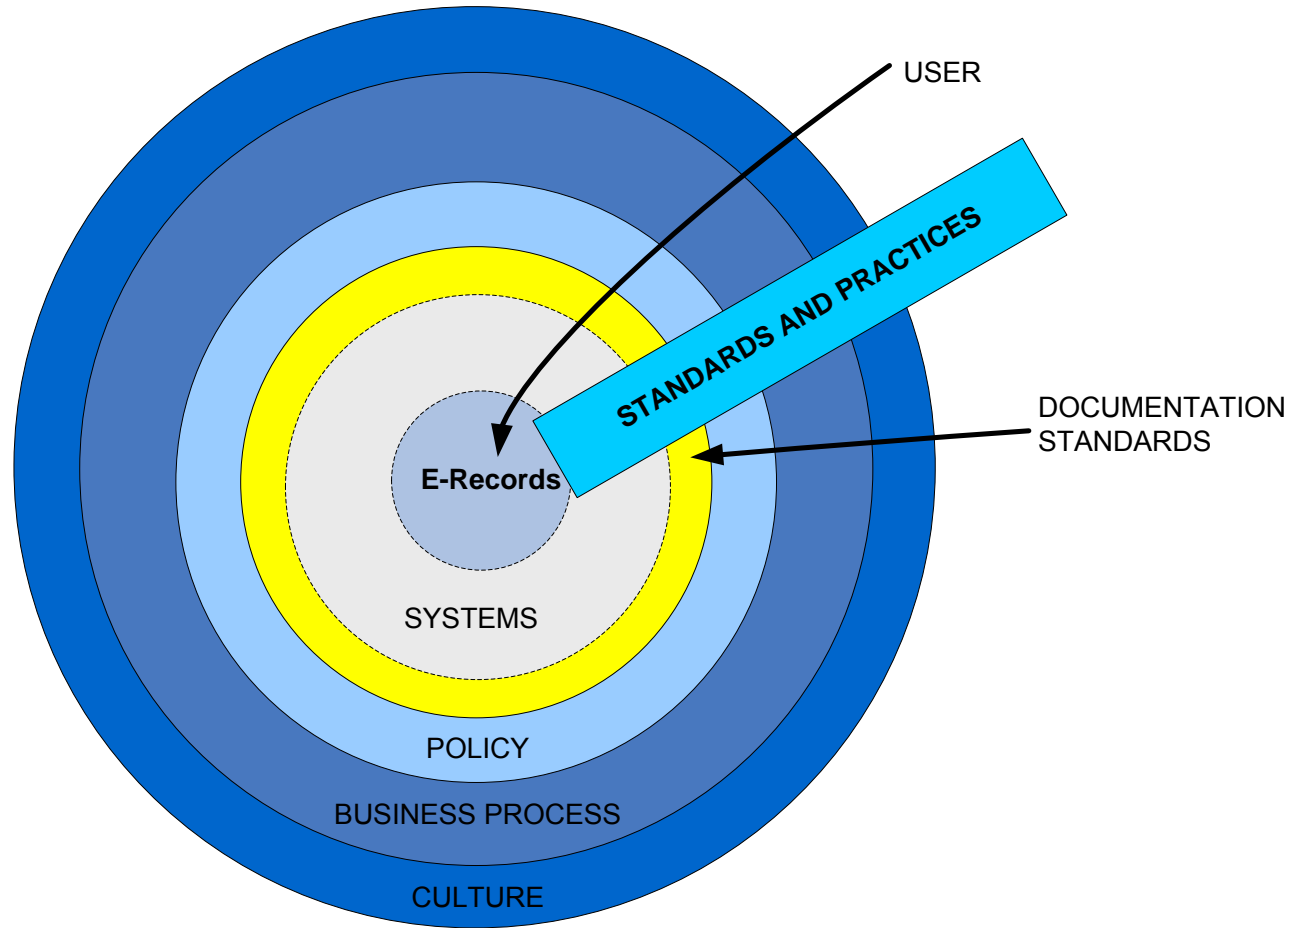 USER
STANDARDS AND PRACTICES
DOCUMENTATION
STANDARDS
E-Records
SYSTEMS
POLICY
BUSINESS PROCESS
CULTURE